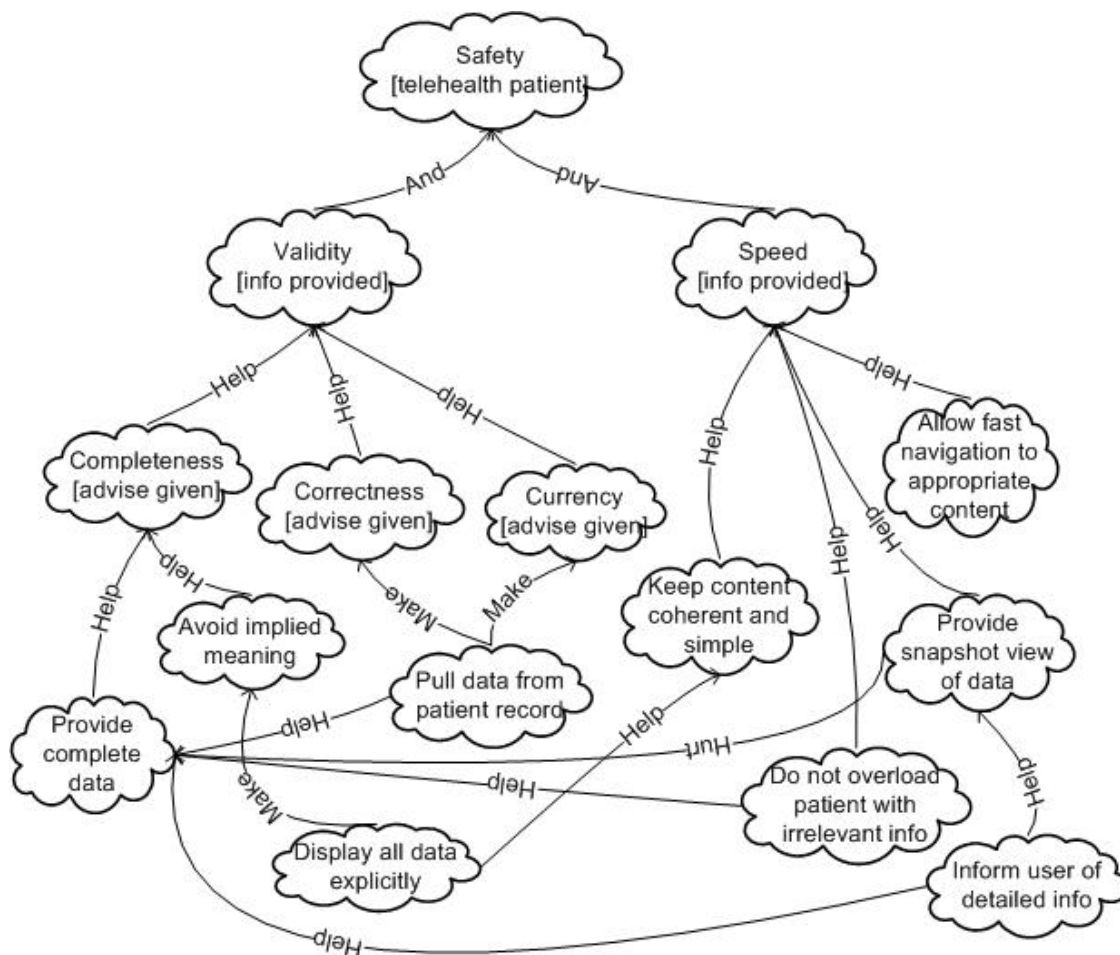 Safety
[telehealth patient]
And
And
Validity
[info provided]
Speed
[info provided]
Help
Help
Help
Help
Help
Help
Help
Completeness
[advise given]
Correctness
[advise given]
Currency
[advise given]
Allow fast
navigation to
appropriate
content
Help
Help
Make
Make
Keep content
coherent and
simple
Avoid implied
meaning
Pull data from
patient record
Provide
snapshot view
of data
Provide
complete
data
Help
Help
Hurt
Help
Make
Help
Do not overload
patient with
irrelevant info
Display all data
explicitly
Inform user of
detailed info
Help